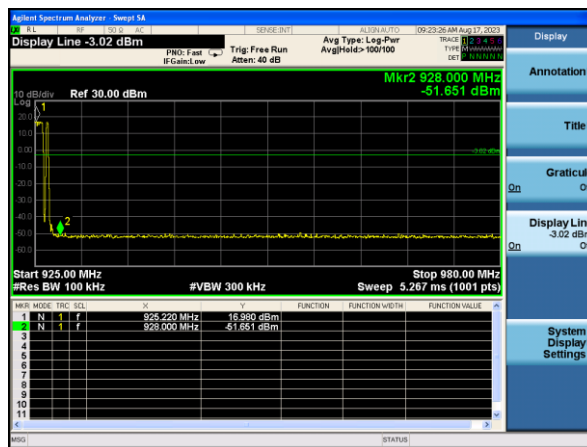 Agilent Spectrum Analyzer - Swept SA
RL RF 50 Ω AC SENSE:INT ALIGN AUTO 09:23:26 AM Aug 17, 2023
Display Line -3.02 dBm
PNO: Fast
IFGain:Low
Trig: Free Run
Atten: 40 dB
Avg Type: Log-Pwr
Avg|Hold:>100/100
TRACE 1 2 3 4 5 6
TYPE
DET P N N N N N
Mkr2 928.000 MHz
-51.651 dBm
10 dB/div Ref 30.00 dBm
Log
1
20.0
10.0
0.00
-3.02 dBm
-10.0
-20.0
-30.0
-40.0
2
-50.0
-60.0
Start 925.00 MHz Stop 980.00 MHz
#Res BW 100 kHz #VBW 300 kHz Sweep 5.267 ms (1001 pts)
MKR MODE TRC SCL X Y FUNCTION FUNCTION WIDTH FUNCTION VALUE
1 N 1 f 925.220 MHz 16.980 dBm
2 N 1 f 928.000 MHz -51.651 dBm
3
4
5
6
7
8
9
10
11
MSG STATUS
Display
Annotation
Title
Graticul
On O
Display Lin
-3.02 dB
On O
System
Display
Settings